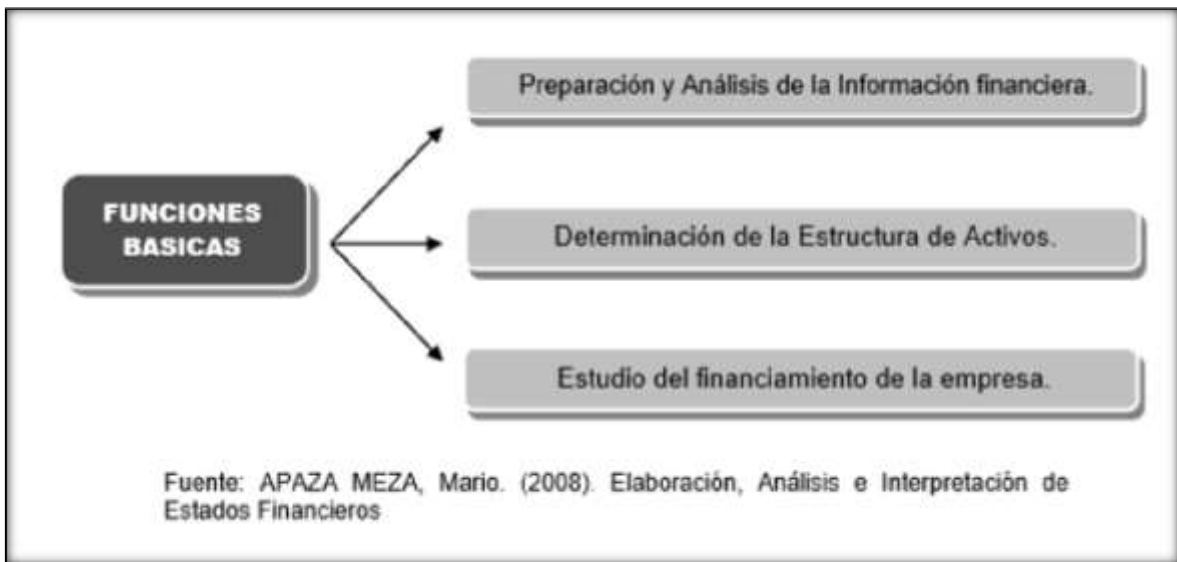 Preparación y Análisis de la Información financiera.
FUNCIONES
BASICAS
Determinación de la Estructura de Activos.
Estudio del financiamiento de la empresa.
Fuente: APAZA MEZA, Mario. (2008). Elaboración, Análisis e Interpretación de
Estados Financieros